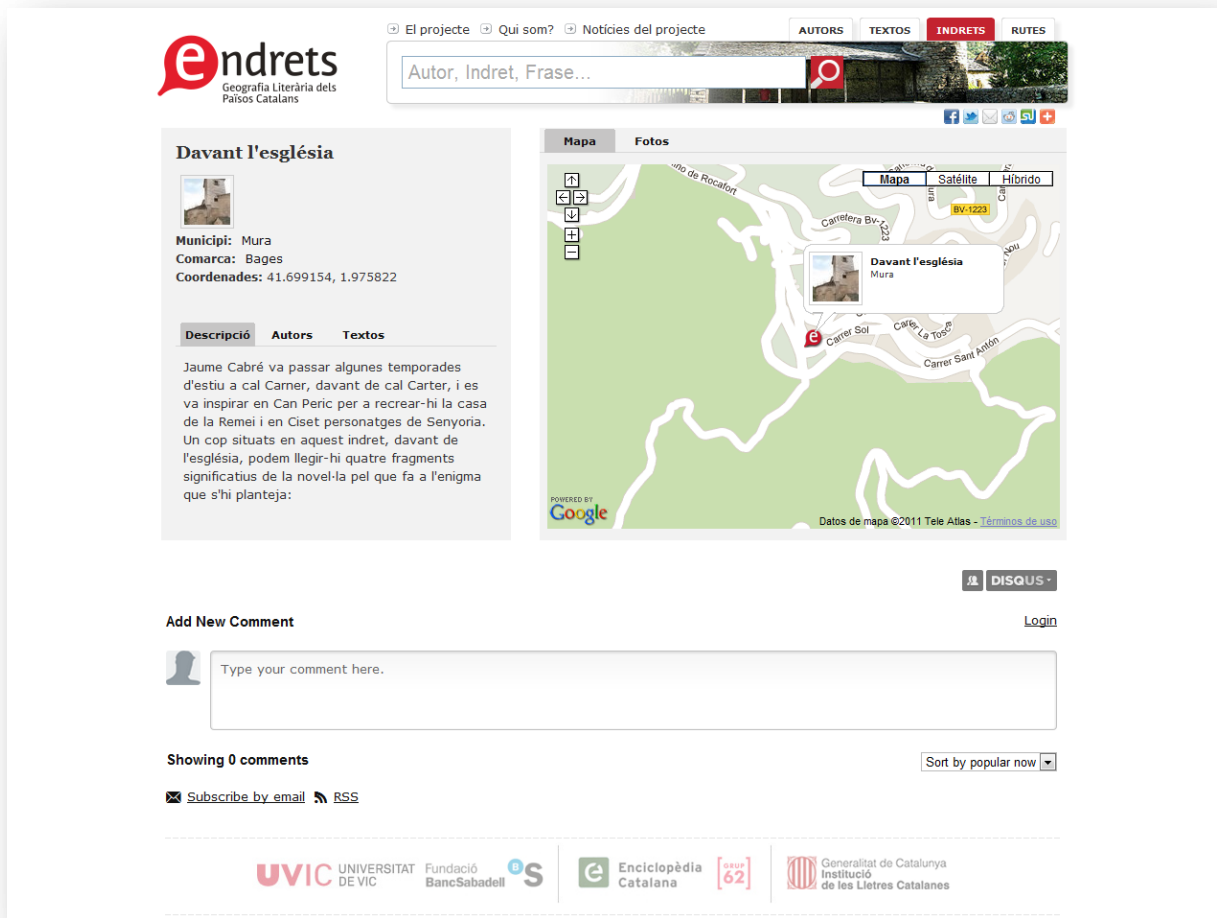 El projecte Qui som? Notícies del projecte
AUTORS TEXTOS INDRETS RUTES
endrets
Geografia Literària dels
Països Catalans
Autor, Indret, Frase...
Davant l'església
Municipi: Mura
Comarca: Bages
Coordenades: 41.699154, 1.975822
Descripció Autors Textos
Jaume Cabré va passar algunes temporades
d'estiu a cal Carner, davant de cal Carter, i es
va inspirar en Can Peric per a recrear-hi la casa
de la Remei i en Ciset personatges de Senyoria.
Un cop situats en aquest indret, davant de
l'església, podem llegir-hi quatre fragments
significatius de la novel·la pel que fa a l'enigma
que s'hi planteja:
Mapa Fotos
Mapa Satélite Híbrido
no de Rocafort
BV-1223
Carretera Bv-1223
Nou
Davant l'església
Mura
Carrer Sol
Carrer La Tosca
Carrer Sant Antón
POWERED BY
Google
Datos de mapa ©2011 Tele Atlas - Términos de uso
DISQUS
Add New Comment
Login
Type your comment here.
Showing 0 comments
Sort by popular now
Subscribe by email RSS
UVIC UNIVERSITAT
DE VIC
Fundació
BancSabadell
BS
Enciclopèdia
Catalana
GRUP
62
Generalitat de Catalunya
Institució
de les Lletres Catalanes